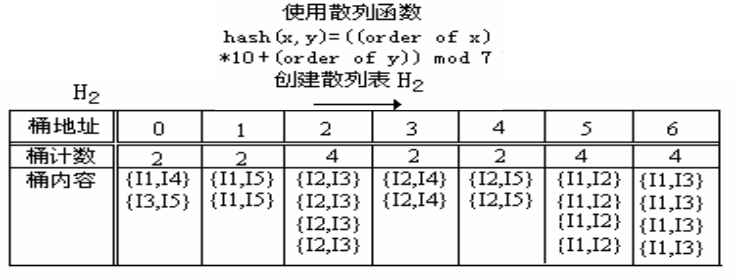 使用散列函数
hash(x,y)=((order of x)
*10+(order of y)) mod 7
创建散列表 H2
H2
桶地址 0 1 2 3 4 5 6
桶计数 2 2 4 2 2 4 4
桶内容 {I1,I4} {I1,I5} {I2,I3} {I2,I4} {I2,I5} {I1,I2} {I1,I3}
{I3,I5} {I1,I5} {I2,I3} {I2,I4} {I2,I5} {I1,I2} {I1,I3}
{I2,I3} {I1,I2} {I1,I3}
{I2,I3} {I1,I2} {I1,I3}